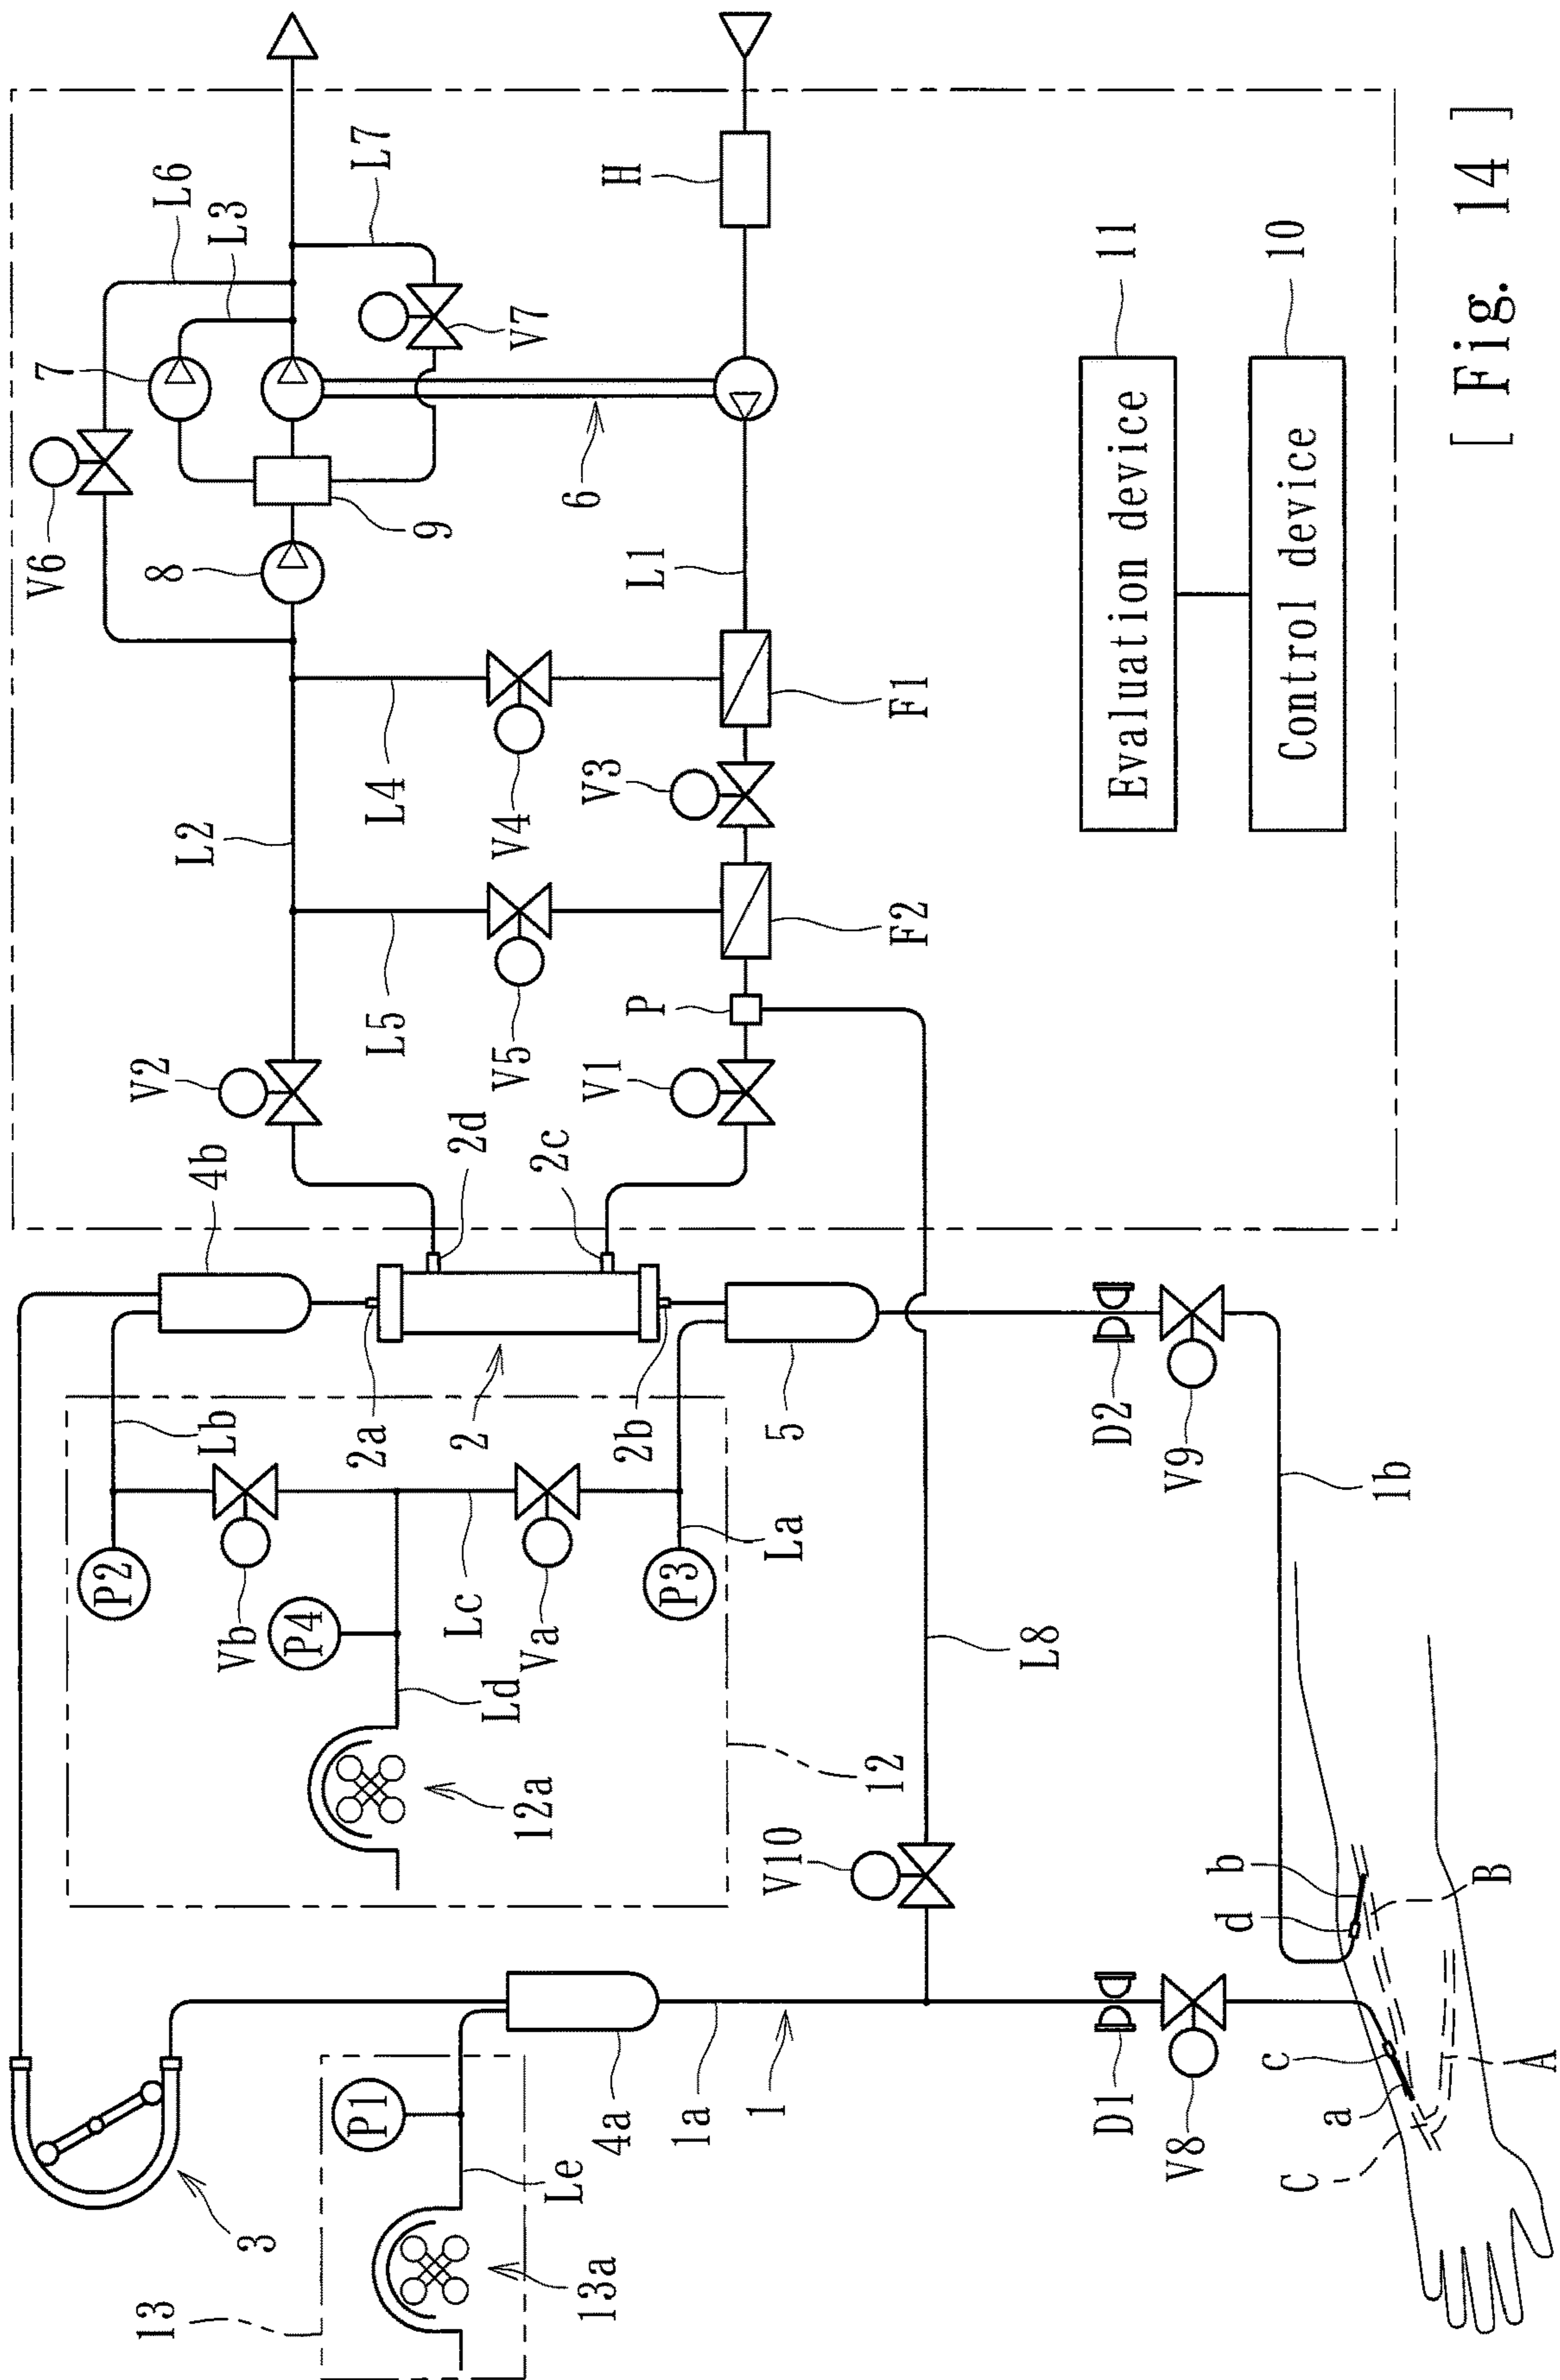 13
3
P1
13a
Le
4a
1a
1
D1
V8
C
a
c
A
d
b
B
V10
12a
12
Ld
P4
Lc
P2
Vb
Va
P3
La
Lb
2a
2
2b
5
L8
D2
V9
1b
4b
2d
2c
V2
V1
P
L5
V5
F2
L2
L4
V4
V3
F1
V6
8
9
L1
6
7
V7
L3
L6
L7
H
Evaluation device
11
Control device
10
[Fig. 14]